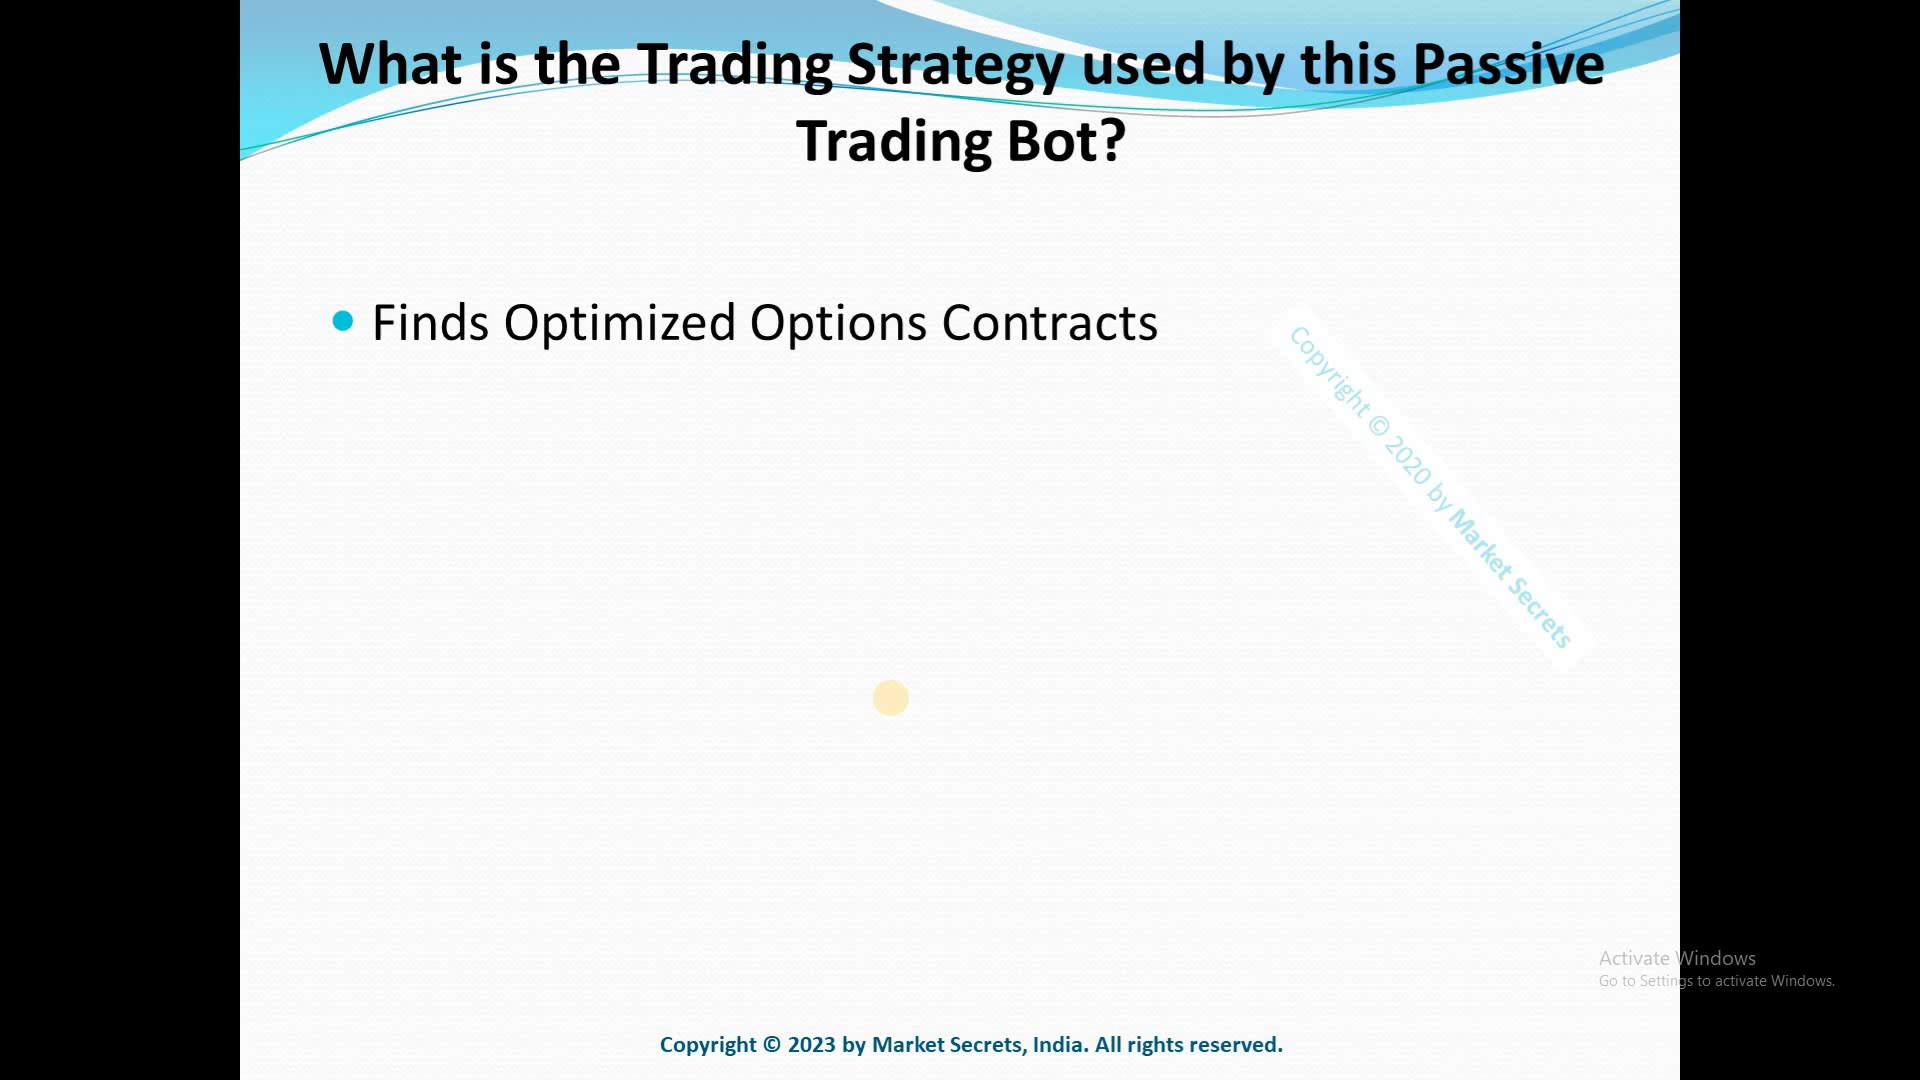 What is the Trading Strategy used by this Passive
Trading Bot?
Finds Optimized Options Contracts
Copyright © 2020 by Market Secrets
Activate Windows
Go to Settings to activate Windows.
Copyright © 2023 by Market Secrets, India. All rights reserved.